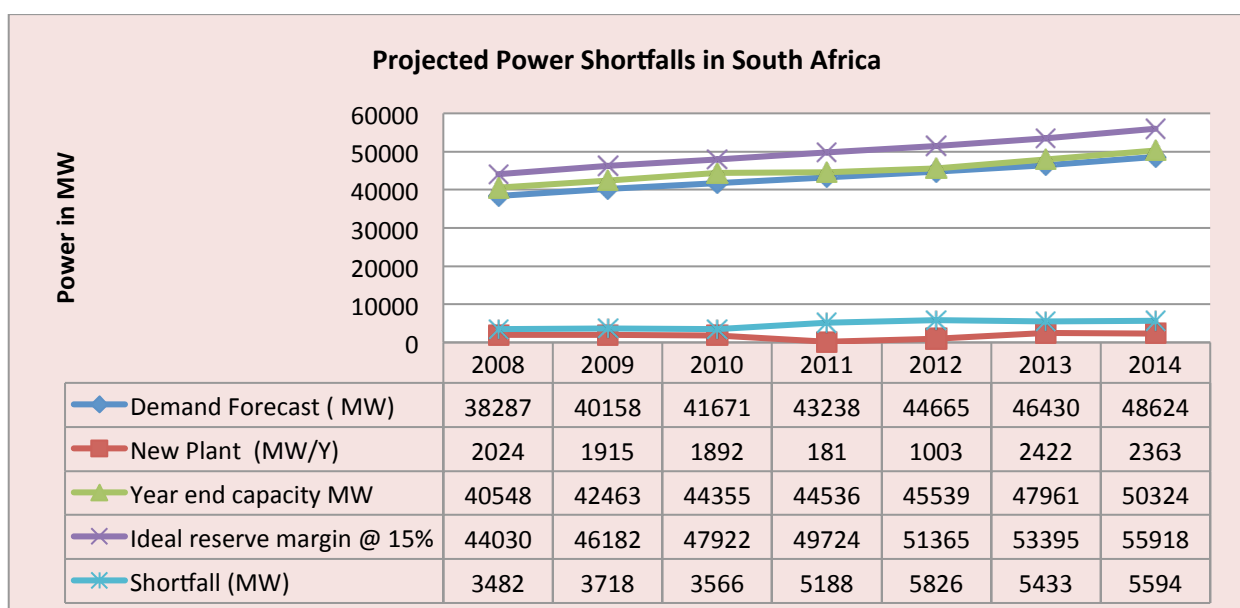 Projected Power Shortfalls in South Africa
Power in MW
60000
50000
40000
30000
20000
10000
0
2008 2009 2010 2011 2012 2013 2014
Demand Forecast ( MW) 38287 40158 41671 43238 44665 46430 48624
New Plant (MW/Y) 2024 1915 1892 181 1003 2422 2363
Year end capacity MW 40548 42463 44355 44536 45539 47961 50324
Ideal reserve margin @ 15% 44030 46182 47922 49724 51365 53395 55918
Shortfall (MW) 3482 3718 3566 5188 5826 5433 5594